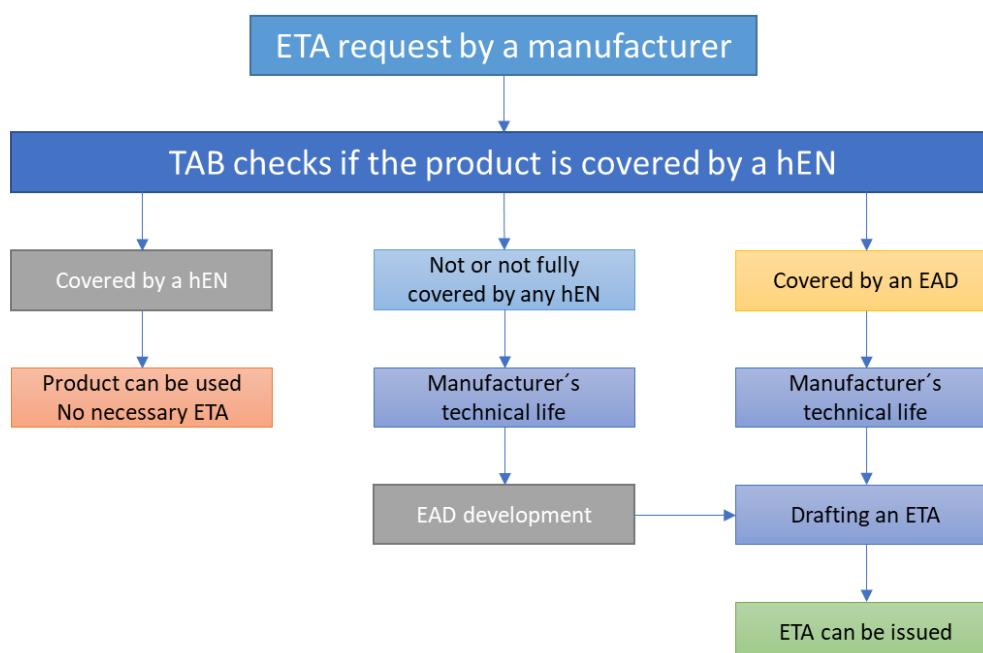 ETA request by a manufacturer
TAB checks if the product is covered by a hEN
Covered by a hEN
Not or not fully
covered by any hEN
Covered by an EAD
Product can be used
No necessary ETA
Manufacturer´s
technical life
Manufacturer´s
technical life
EAD development
Drafting an ETA
ETA can be issued